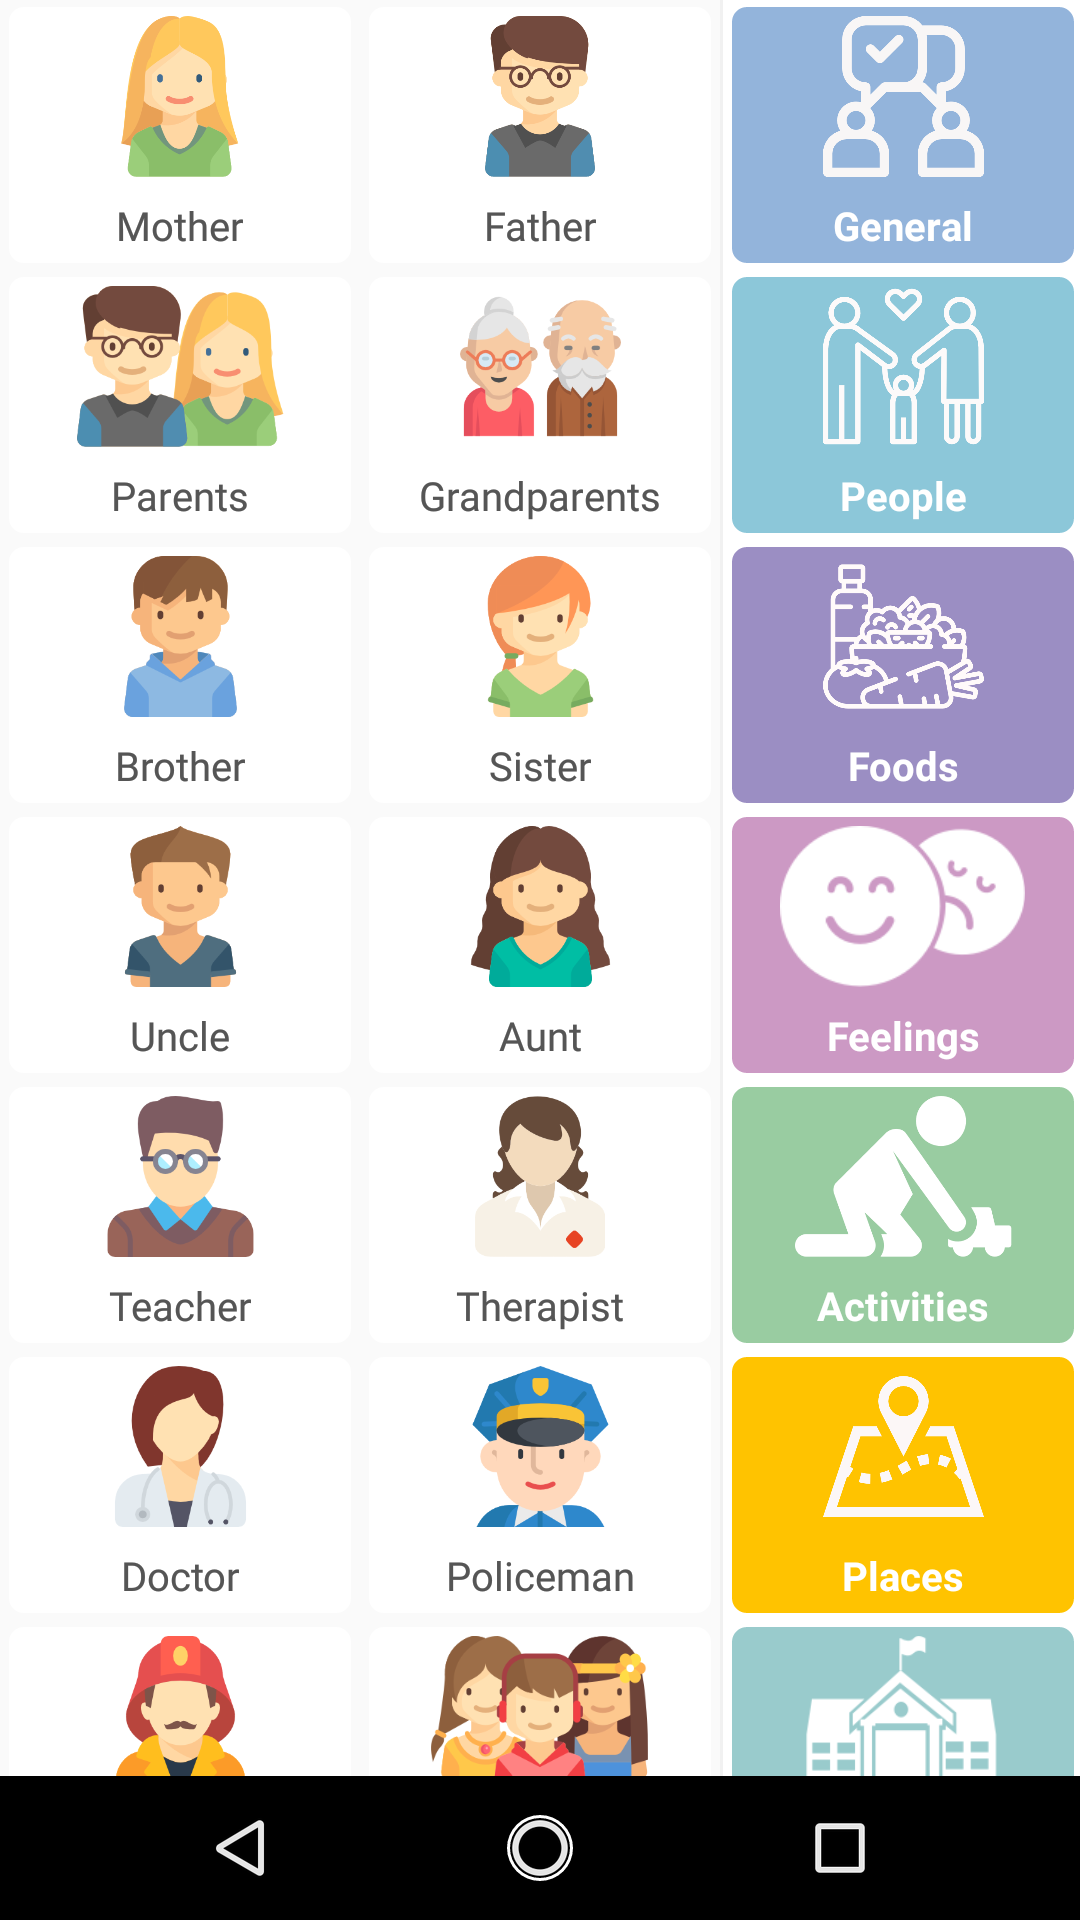 Mother
Father
General
Parents
Grandparents
People
Brother
Sister
Foods
Uncle
Aunt
Feelings
Teacher
Therapist
Activities
Doctor
Policeman
Places